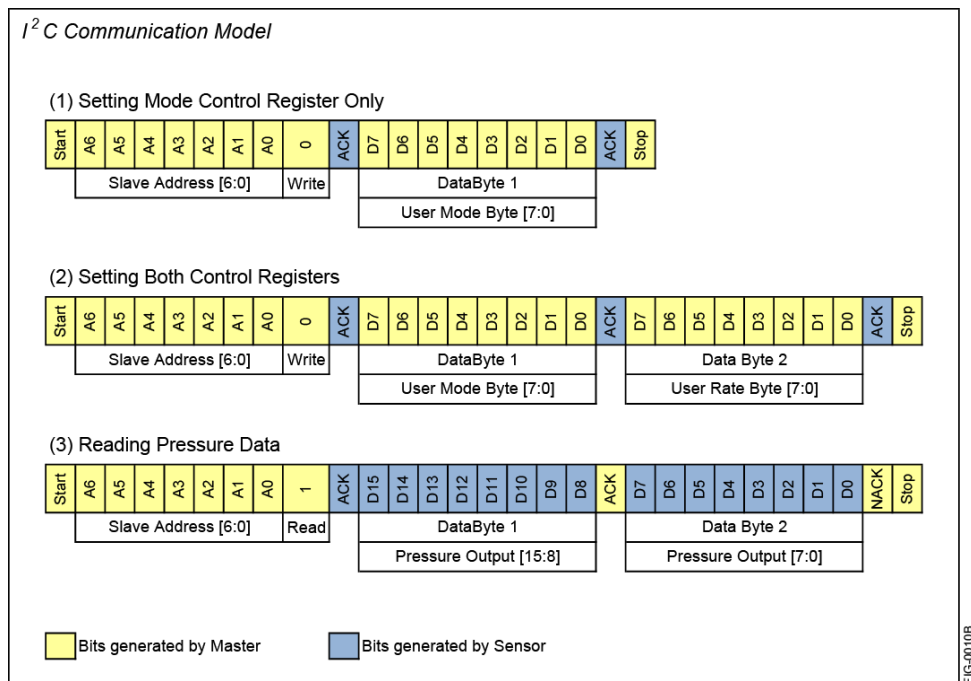 I² C Communication Model
(1) Setting Mode Control Register Only
Start A6 A5 A4 A3 A2 A1 A0 0 ACK D7 D6 D5 D4 D3 D2 D1 D0 ACK Stop
Slave Address [6:0] Write DataByte 1
User Mode Byte [7:0]
(2) Setting Both Control Registers
Start A6 A5 A4 A3 A2 A1 A0 0 ACK D7 D6 D5 D4 D3 D2 D1 D0 ACK D7 D6 D5 D4 D3 D2 D1 D0 ACK Stop
Slave Address [6:0] Write DataByte 1 Data Byte 2
User Mode Byte [7:0] User Rate Byte [7:0]
(3) Reading Pressure Data
Start A6 A5 A4 A3 A2 A1 A0 1 ACK D15 D14 D13 D12 D11 D10 D9 D8 ACK D7 D6 D5 D4 D3 D2 D1 D0 NACK Stop
Slave Address [6:0] Read DataByte 1 Data Byte 2
Pressure Output [15:8] Pressure Output [7:0]
Bits generated by Master Bits generated by Sensor
FIG-0010B